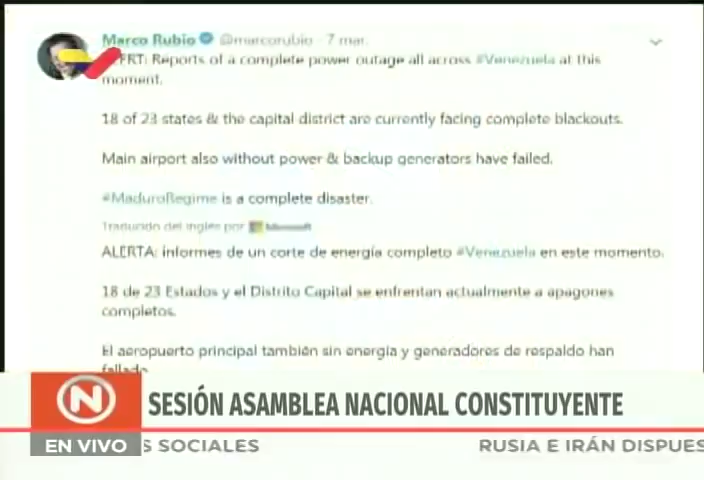 Marco Rubio @marcorubio · 7 mar.
RT: Reports of a complete power outage all across #Venezuela at this
moment.
18 of 23 states & the capital district are currently facing complete blackouts.
Main airport also without power & backup generators have failed.
#MaduroRegime is a complete disaster.
Traducido del inglés por Microsoft
ALERTA: informes de un corte de energía completo #Venezuela en este momento.
18 de 23 Estados y el Distrito Capital se enfrentan actualmente a apagones
completos.
El aeropuerto principal también sin energía y generadores de respaldo han
fallado
N
SESIÓN ASAMBLEA NACIONAL CONSTITUYENTE
EN VIVO
S SOCIALES
RUSIA E IRÁN DISPUES